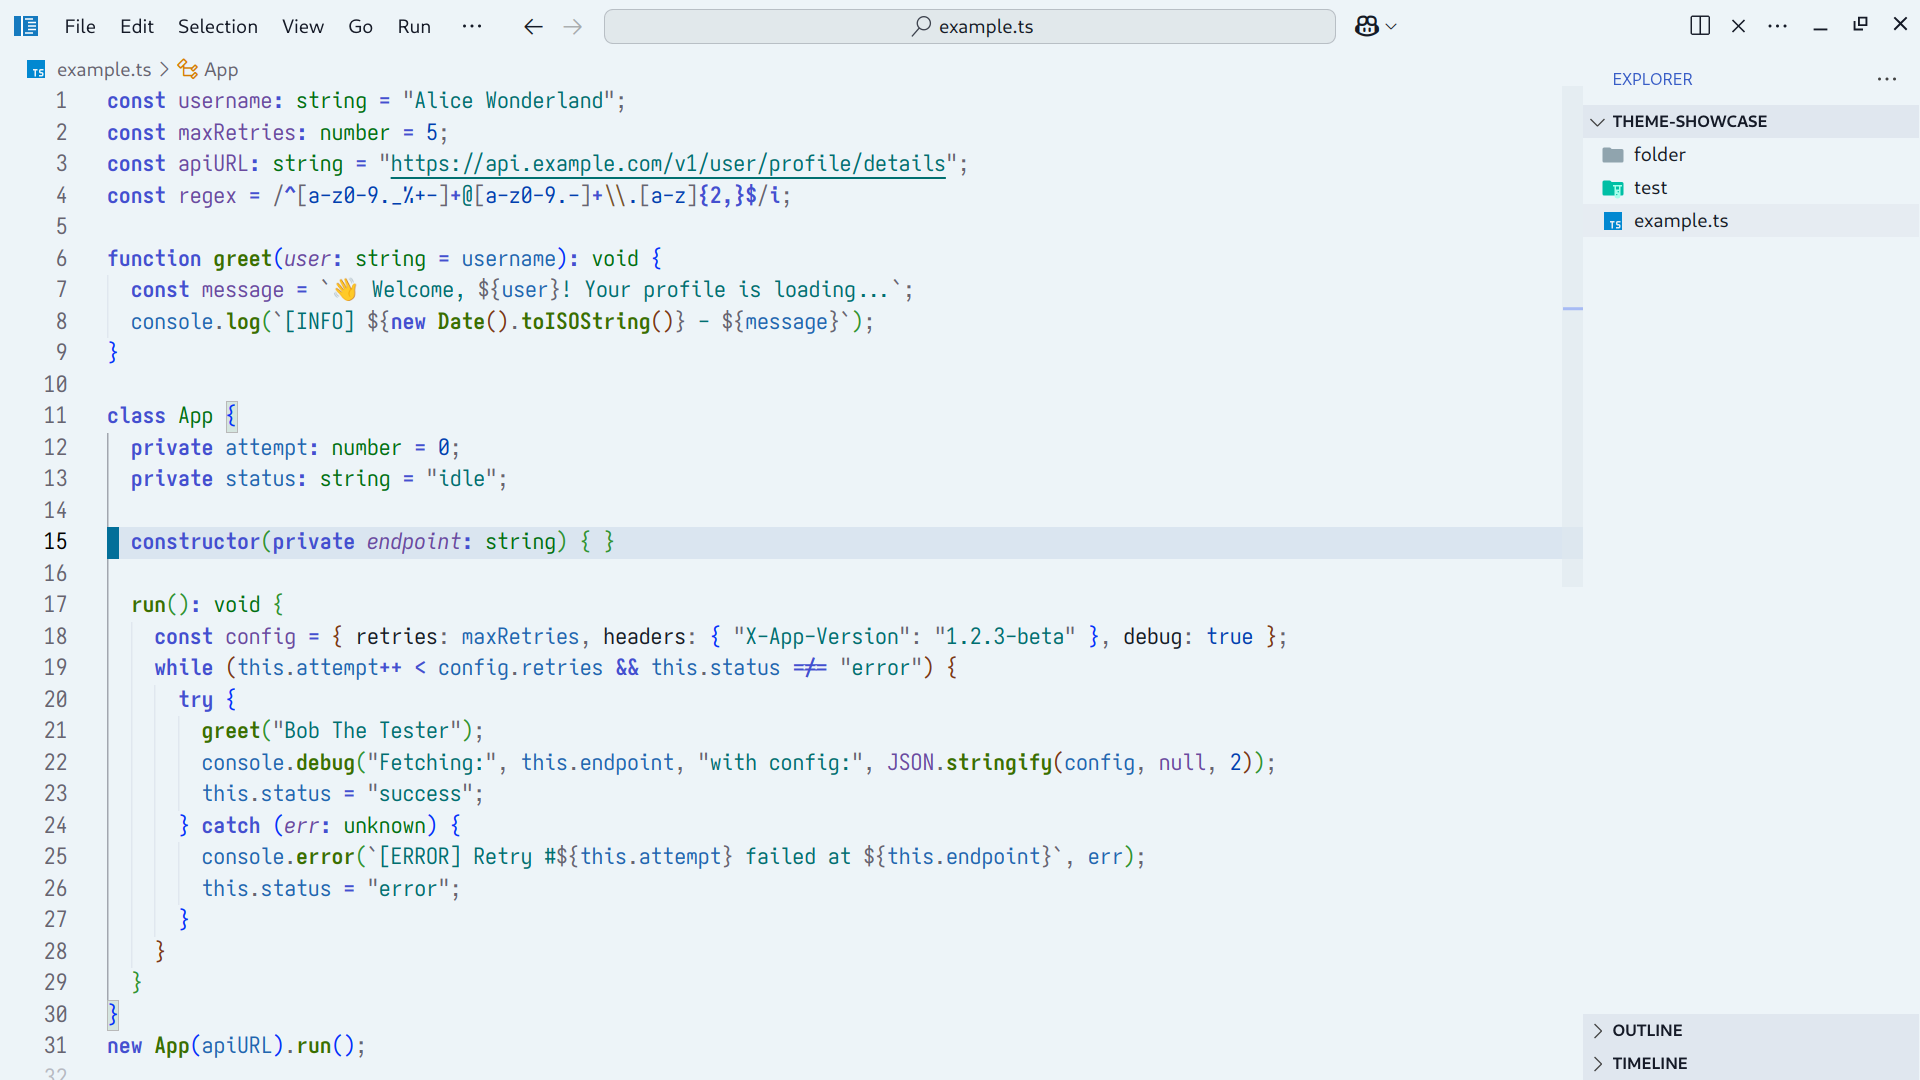 File Edit Selection View Go Run ··· example.ts
example.ts > App
EXPLORER
THEME-SHOWCASE
folder
test
example.ts
1 const username: string = "Alice Wonderland";
2 const maxRetries: number = 5;
3 const apiURL: string = "https://api.example.com/v1/user/profile/details";
4 const regex = /^[a-z0-9._%+-]+@[a-z0-9.-]+\\.[a-z]{2,}$/i;
5
6 function greet(user: string = username): void {
7   const message = `👋 Welcome, ${user}! Your profile is loading...`;
8   console.log(`[INFO] ${new Date().toISOString()} - ${message}`);
9 }
10
11 class App {
12   private attempt: number = 0;
13   private status: string = "idle";
14
15   constructor(private endpoint: string) { }
16
17   run(): void {
18     const config = { retries: maxRetries, headers: { "X-App-Version": "1.2.3-beta" }, debug: true };
19     while (this.attempt++ < config.retries && this.status !== "error") {
20       try {
21         greet("Bob The Tester");
22         console.debug("Fetching:", this.endpoint, "with config:", JSON.stringify(config, null, 2));
23         this.status = "success";
24       } catch (err: unknown) {
25         console.error(`[ERROR] Retry #${this.attempt} failed at ${this.endpoint}`, err);
26         this.status = "error";
27       }
28     }
29   }
30 }
31 new App(apiURL).run();
32
OUTLINE
TIMELINE